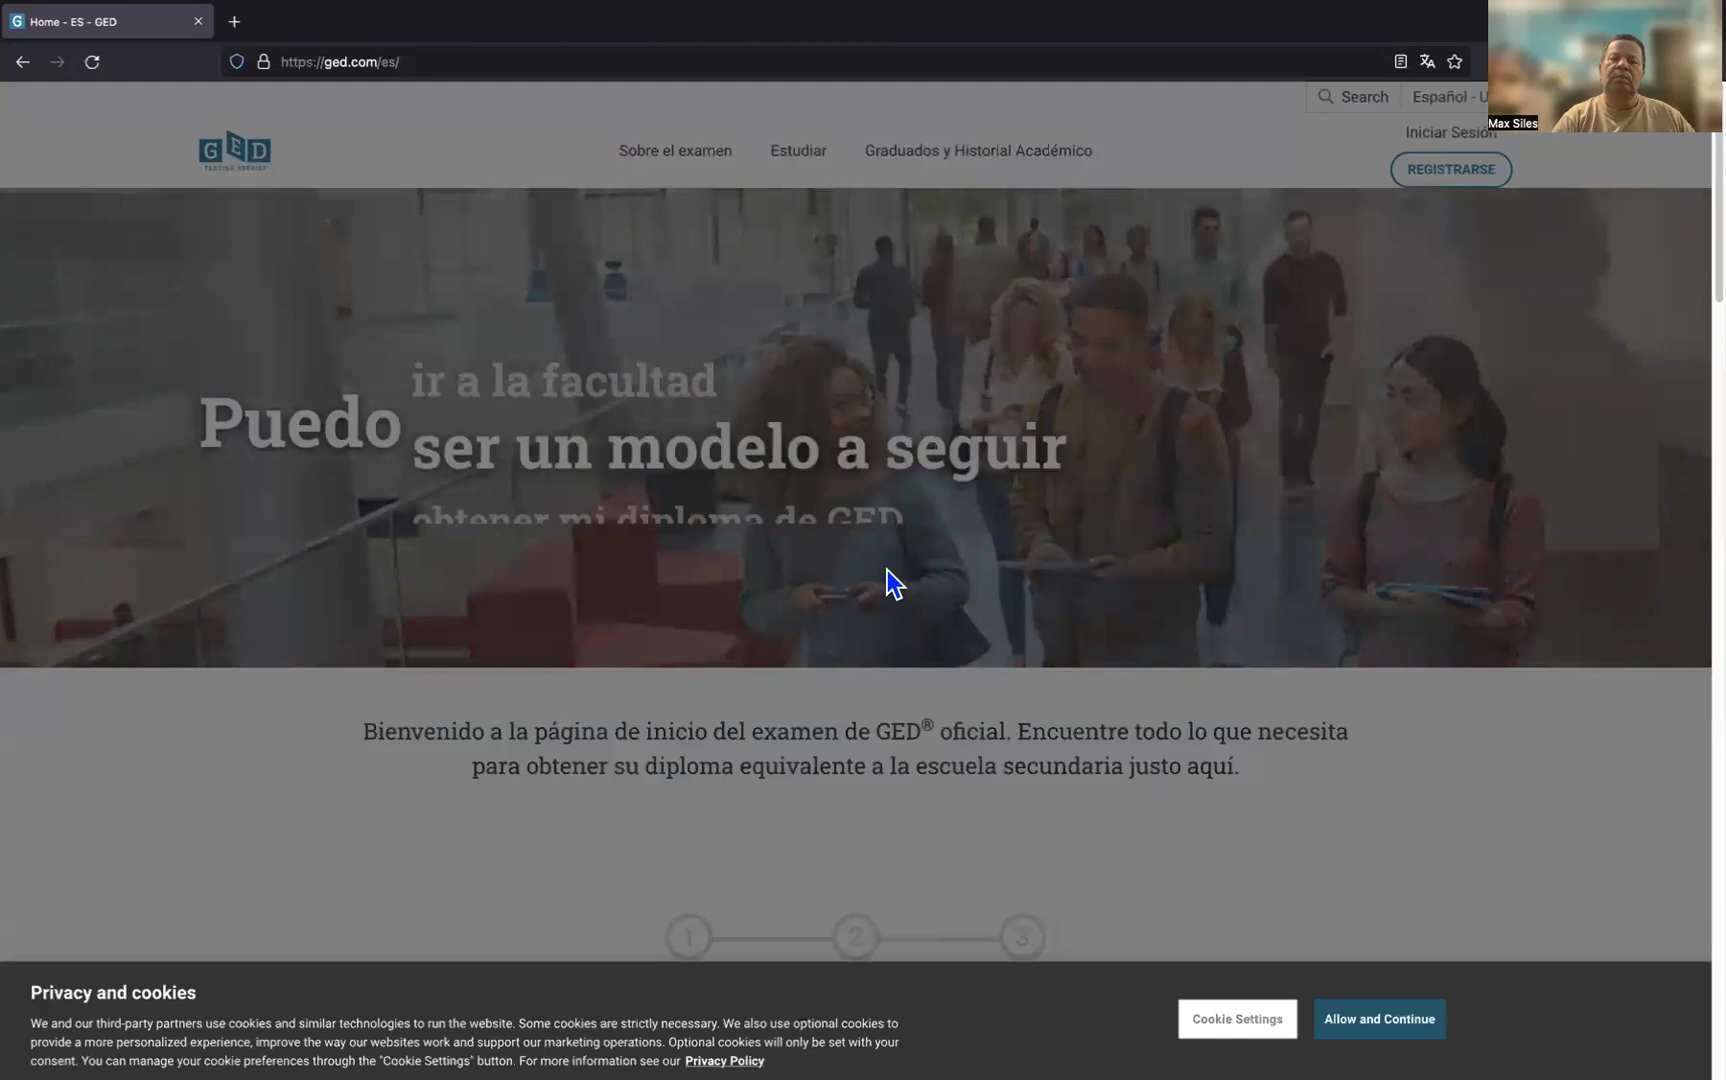 Home - ES - GED
https://ged.com/es/
Max Siles
Search
Español - U
Iniciar Sesión
REGISTRARSE
GED
TESTING SERVICE
Sobre el examen
Estudiar
Graduados y Historial Académico
ir a la facultad
Puedo
ser un modelo a seguir
obtener mi diploma de GED
Bienvenido a la página de inicio del examen de GED® oficial. Encuentre todo lo que necesita
para obtener su diploma equivalente a la escuela secundaria justo aquí.
1 2 3
Privacy and cookies
We and our third-party partners use cookies and similar technologies to run the website. Some cookies are strictly necessary. We also use optional cookies to
provide a more personalized experience, improve the way our websites work and support our marketing operations. Optional cookies will only be set with your
consent. You can manage your cookie preferences through the "Cookie Settings" button. For more information see our Privacy Policy
Cookie Settings
Allow and Continue